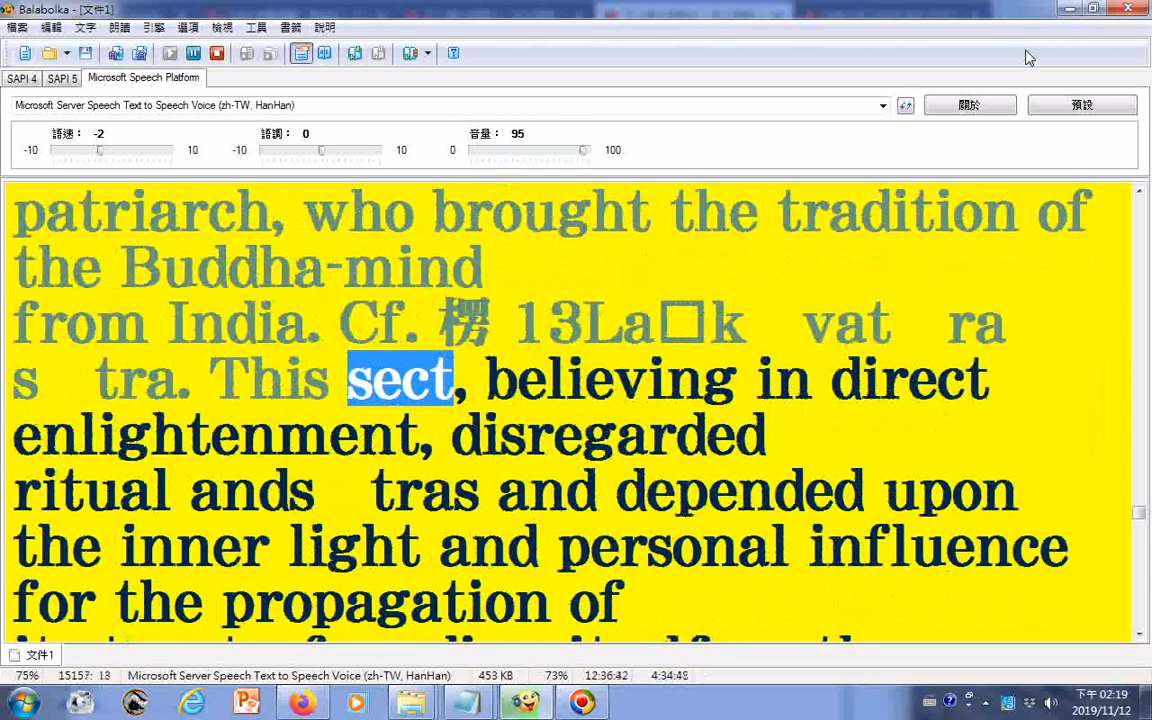 Balabolka - [文件1]
檔案 編輯 文字 朗讀 引擎 選項 檢視 工具 書籤 說明
SAPI 4 SAPI 5 Microsoft Speech Platform
Microsoft Server Speech Text to Speech Voice (zh-TW, HanHan) 關於 預設
語速： -2 語調： 0 音量： 95
-10 10 -10 10 0 100
patriarch, who brought the tradition of
the Buddha-mind
from India. Cf. 楞 13La□k vat ra
s tra. This sect, believing in direct
enlightenment, disregarded
ritual ands tras and depended upon
the inner light and personal influence
for the propagation of
文件1
75% 15157: 13 Microsoft Server Speech Text to Speech Voice (zh-TW, HanHan) 453 KB 73% 12:36:42 4:34:48
下午 02:19
2019/11/12